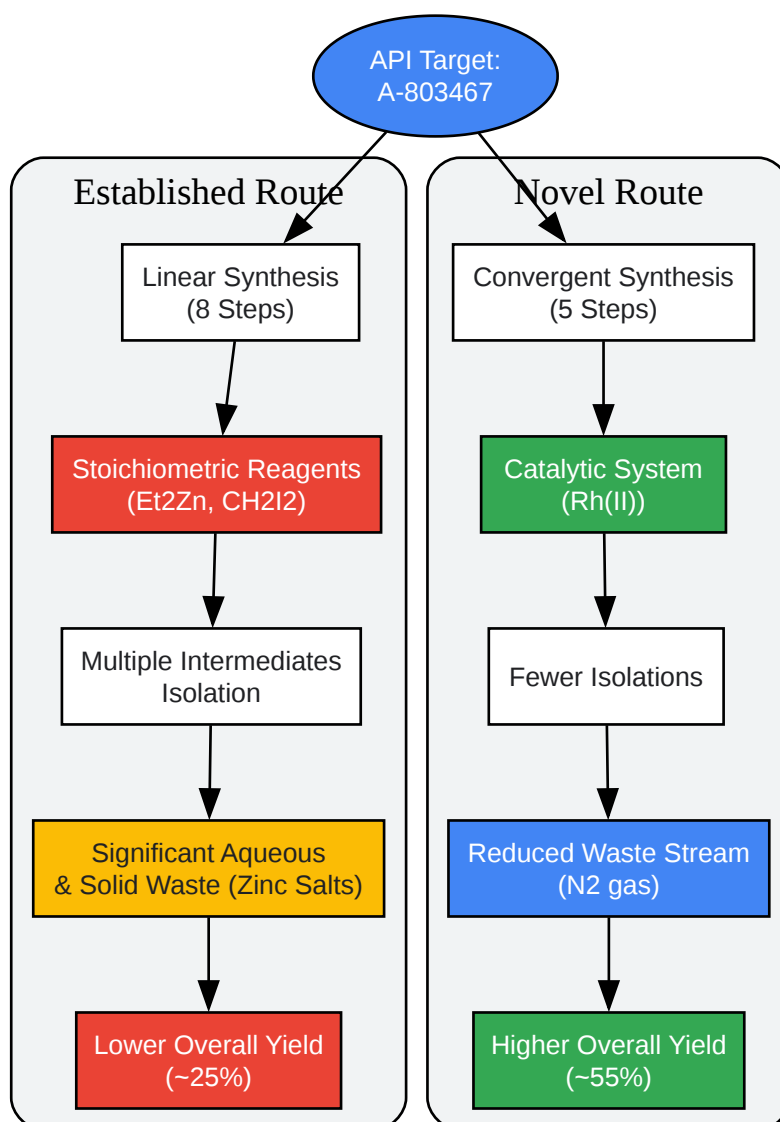 API Target:
A-803467
Established Route
Linear Synthesis
(8 Steps)
Stoichiometric Reagents
(Et2Zn, CH2I2)
Multiple Intermediates
Isolation
Significant Aqueous
& Solid Waste (Zinc Salts)
Lower Overall Yield
(~25%)
Novel Route
Convergent Synthesis
(5 Steps)
Catalytic System
(Rh(II))
Fewer Isolations
Reduced Waste Stream
(N2 gas)
Higher Overall Yield
(~55%)